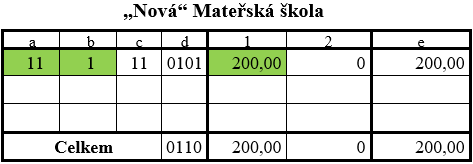 „Nová“ Mateřská škola
a b c d 1 2 e
11 1 11 0101 200,00 0 200,00
Celkem 0110 200,00 0 200,00